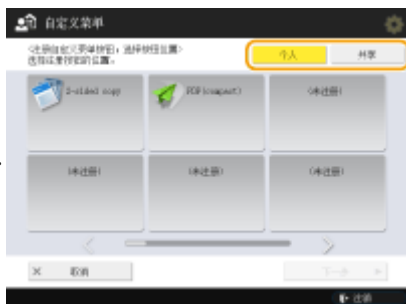 自定义菜单
<注册自定义菜单按钮：选择按钮位置>
选择注册按钮的位置。
个人
共享
2-sided copy
PDF(compact)
(未注册)
(未注册)
(未注册)
(未注册)
× 取消
下一步
注销